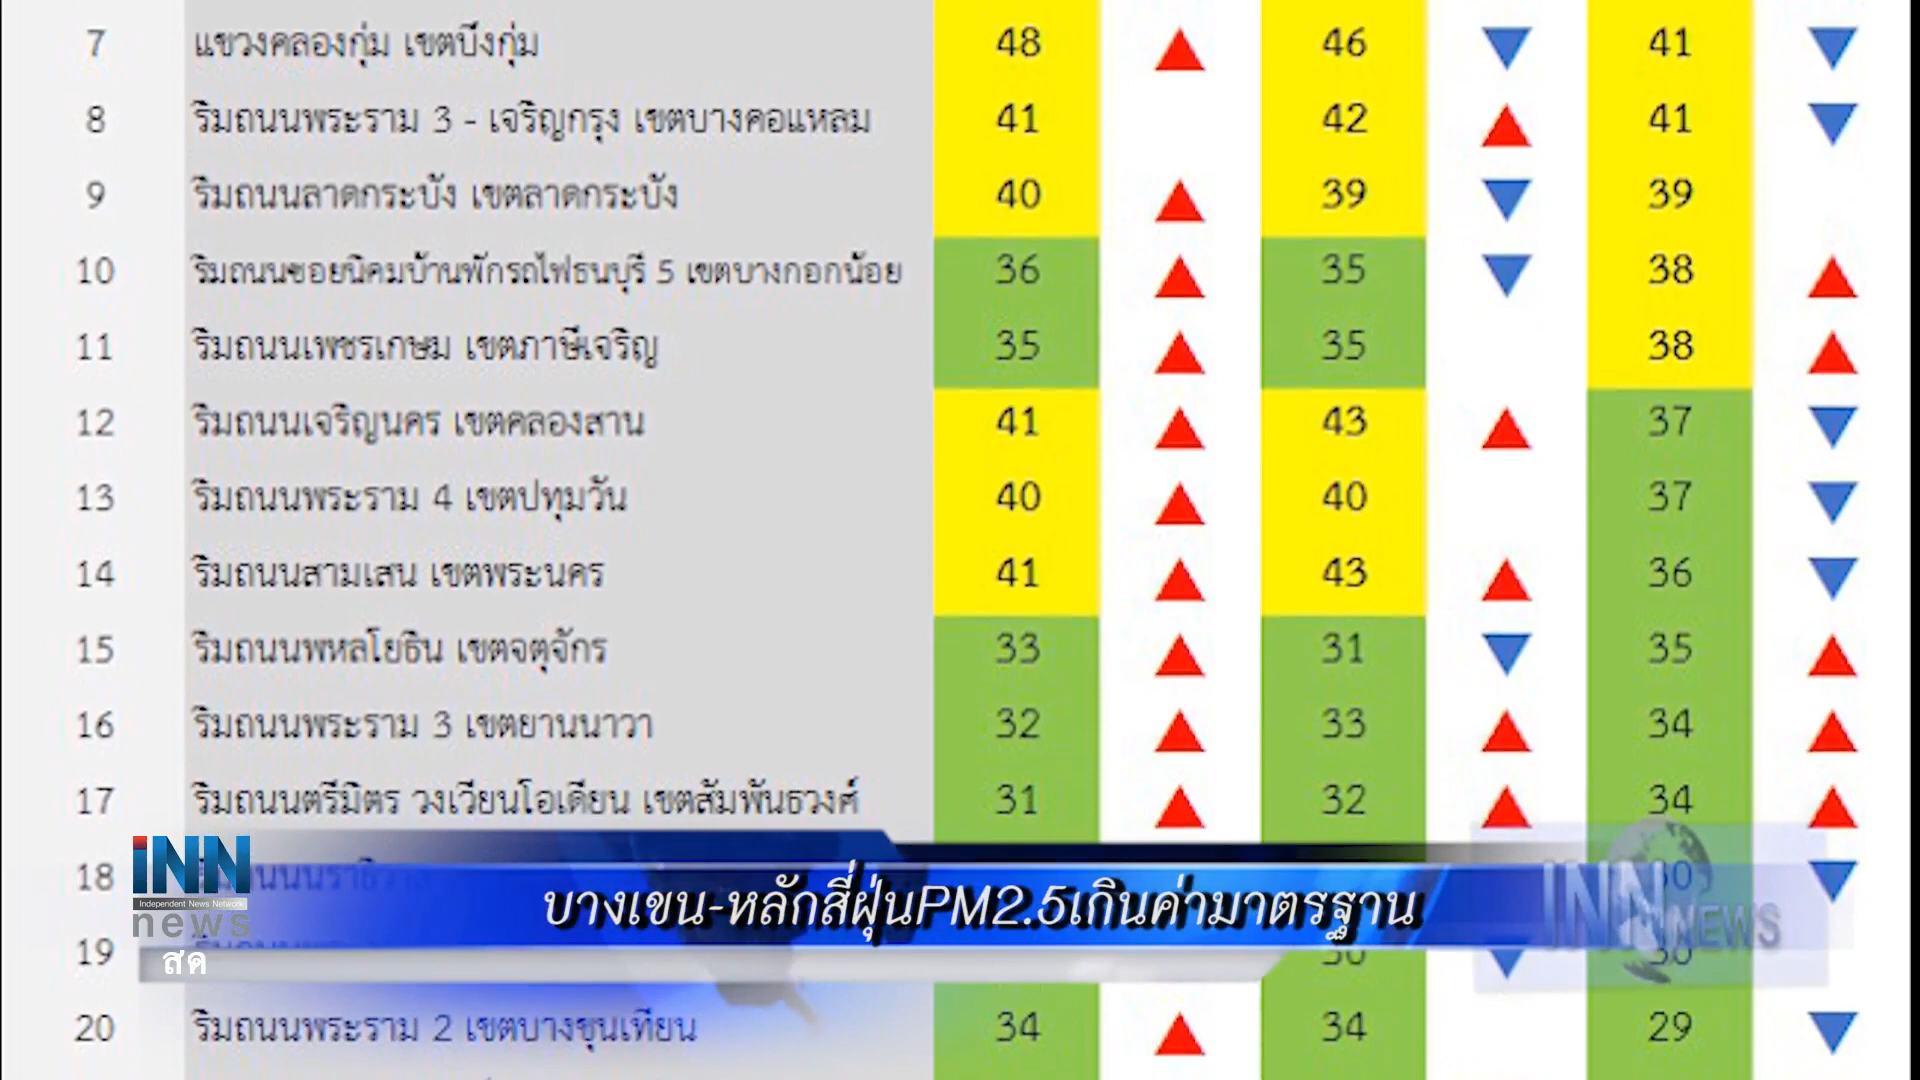 7 แขวงคลองกุ่ม เขตบึงกุ่ม 48 46 41
8 ริมถนนพระราม 3 - เจริญกรุง เขตบางคอแหลม 41 42 41
9 ริมถนนลาดกระบัง เขตลาดกระบัง 40 39 39
10 ริมถนนซอยนิคมบ้านพักรถไฟธนบุรี 5 เขตบางกอกน้อย 36 35 38
11 ริมถนนเพชรเกษม เขตภาษีเจริญ 35 35 38
12 ริมถนนเจริญนคร เขตคลองสาน 41 43 37
13 ริมถนนพระราม 4 เขตปทุมวัน 40 40 37
14 ริมถนนสามเสน เขตพระนคร 41 43 36
15 ริมถนนพหลโยธิน เขตจตุจักร 33 31 35
16 ริมถนนพระราม 3 เขตยานนาวา 32 33 34
17 ริมถนนตรีมิตร วงเวียนโอเดียน เขตสัมพันธวงศ์ 31 32 34
18
iNN
Independent News Network
news
สด
บางเขน-หลักสี่ฝุ่นPM2.5เกินค่ามาตรฐาน
INN NEWS
19
20 ริมถนนพระราม 2 เขตบางขุนเทียน 34 34 29